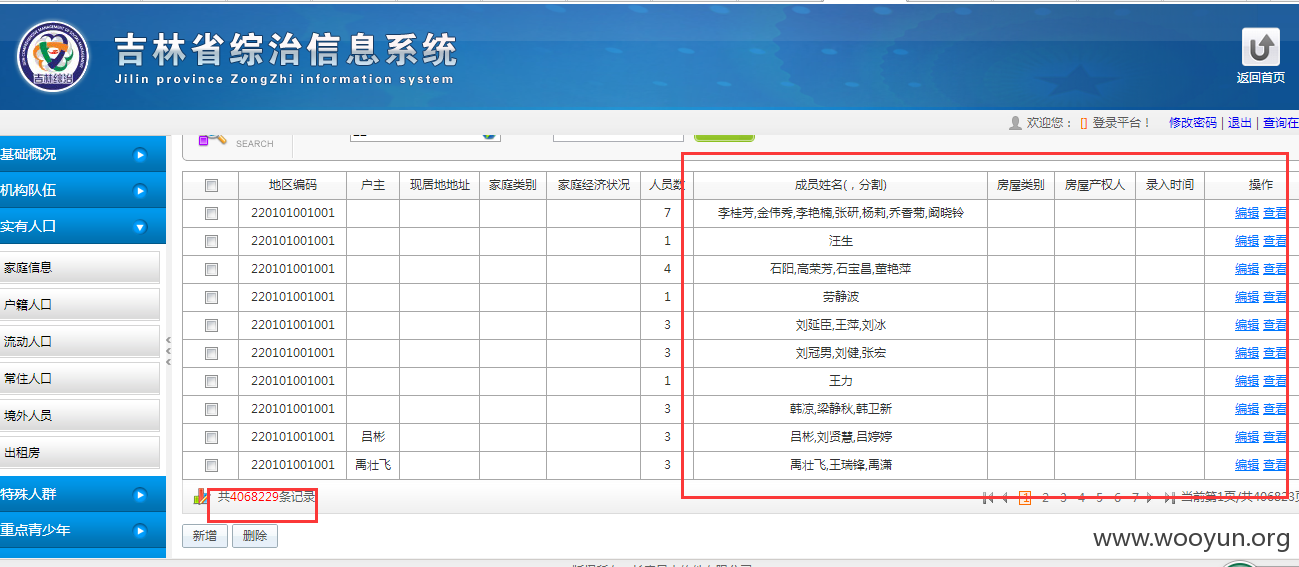 吉林省综治信息系统
Jilin province ZongZhi information system
吉林综治
返回首页
欢迎您： 登录平台！ 修改密码 | 退出 | 查询在
SEARCH
基础概况
机构队伍
实有人口
家庭信息
户籍人口
流动人口
常住人口
境外人员
出租房
特殊人群
重点青少年
地区编码 户主 现居地地址 家庭类别 家庭经济状况 人员数 成员姓名(，分割) 房屋类别 房屋产权人 录入时间 操作
220101001001 7 李桂芳,金伟秀,李艳楠,张研,杨莉,乔香菊,阚晓铃 编辑 查看
220101001001 1 汪生 编辑 查看
220101001001 4 石阳,高荣芳,石宝昌,董艳萍 编辑 查看
220101001001 1 劳静波 编辑 查看
220101001001 3 刘延臣,王萍,刘冰 编辑 查看
220101001001 3 刘冠男,刘健,张宏 编辑 查看
220101001001 1 王力 编辑 查看
220101001001 3 韩凉,梁静秋,韩卫新 编辑 查看
220101001001 吕彬 3 吕彬,刘贤慧,吕婷婷 编辑 查看
220101001001 禹壮飞 3 禹壮飞,王瑞锋,禹潇 编辑 查看
共4068229条记录 1 2 3 4 5 6 7 当前第1页/共406823页
新增 删除
www.wooyun.org